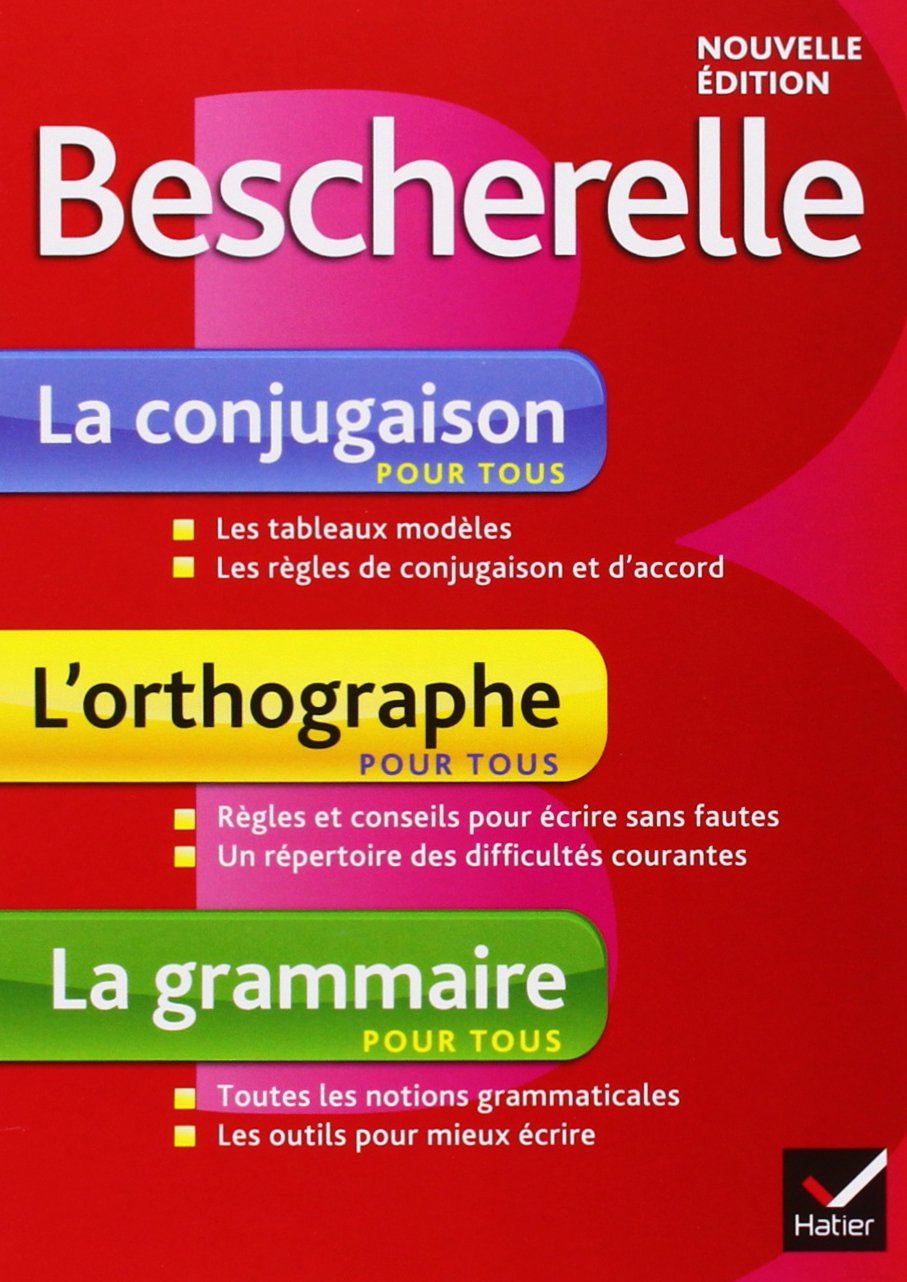 NOUVELLE
ÉDITION
Bescherelle
La conjugaison
POUR TOUS
Les tableaux modèles
Les règles de conjugaison et d'accord
L'orthographe
POUR TOUS
Règles et conseils pour écrire sans fautes
Un répertoire des difficultés courantes
La grammaire
POUR TOUS
Toutes les notions grammaticales
Les outils pour mieux écrire
Hatier